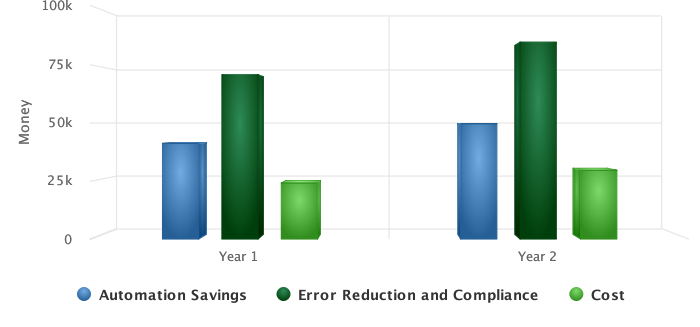 100k
75k
50k
25k
0
Money
Year 1
Year 2
Automation Savings
Error Reduction and Compliance
Cost